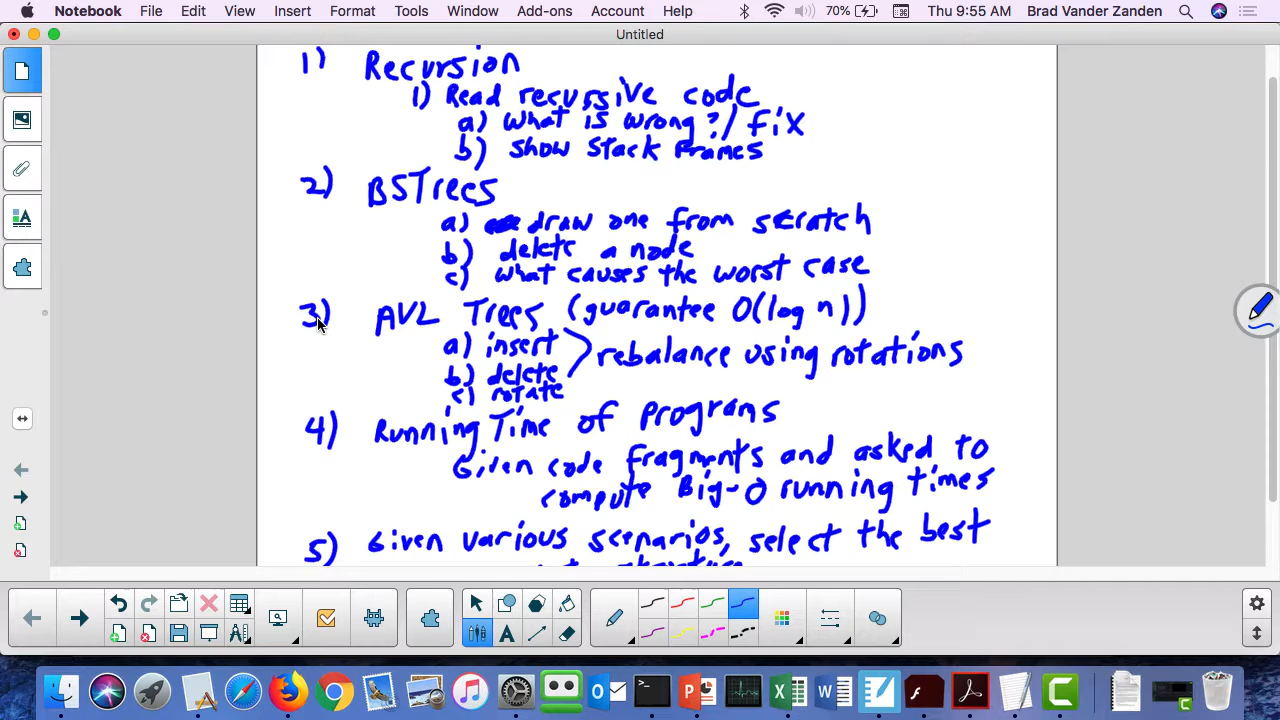 Notebook File Edit View Insert Format Tools Window Add-ons Account Help 70% Thu 9:55 AM Brad Vander Zanden
Untitled
1) Recursion
1) Read recurssive code
a) what is wrong?/fix
b) show stack frames
2) BSTrees
a) draw one from scratch
b) delete a node
c) what causes the worst case
3) AVL Trees (guarantee O(log n))
a) insert
b) delete
c) rotate
rebalance using rotations
4) Running Time of programs
Given code fragments and asked to
compute Big-O running times
5) Given various scenarios, select the best